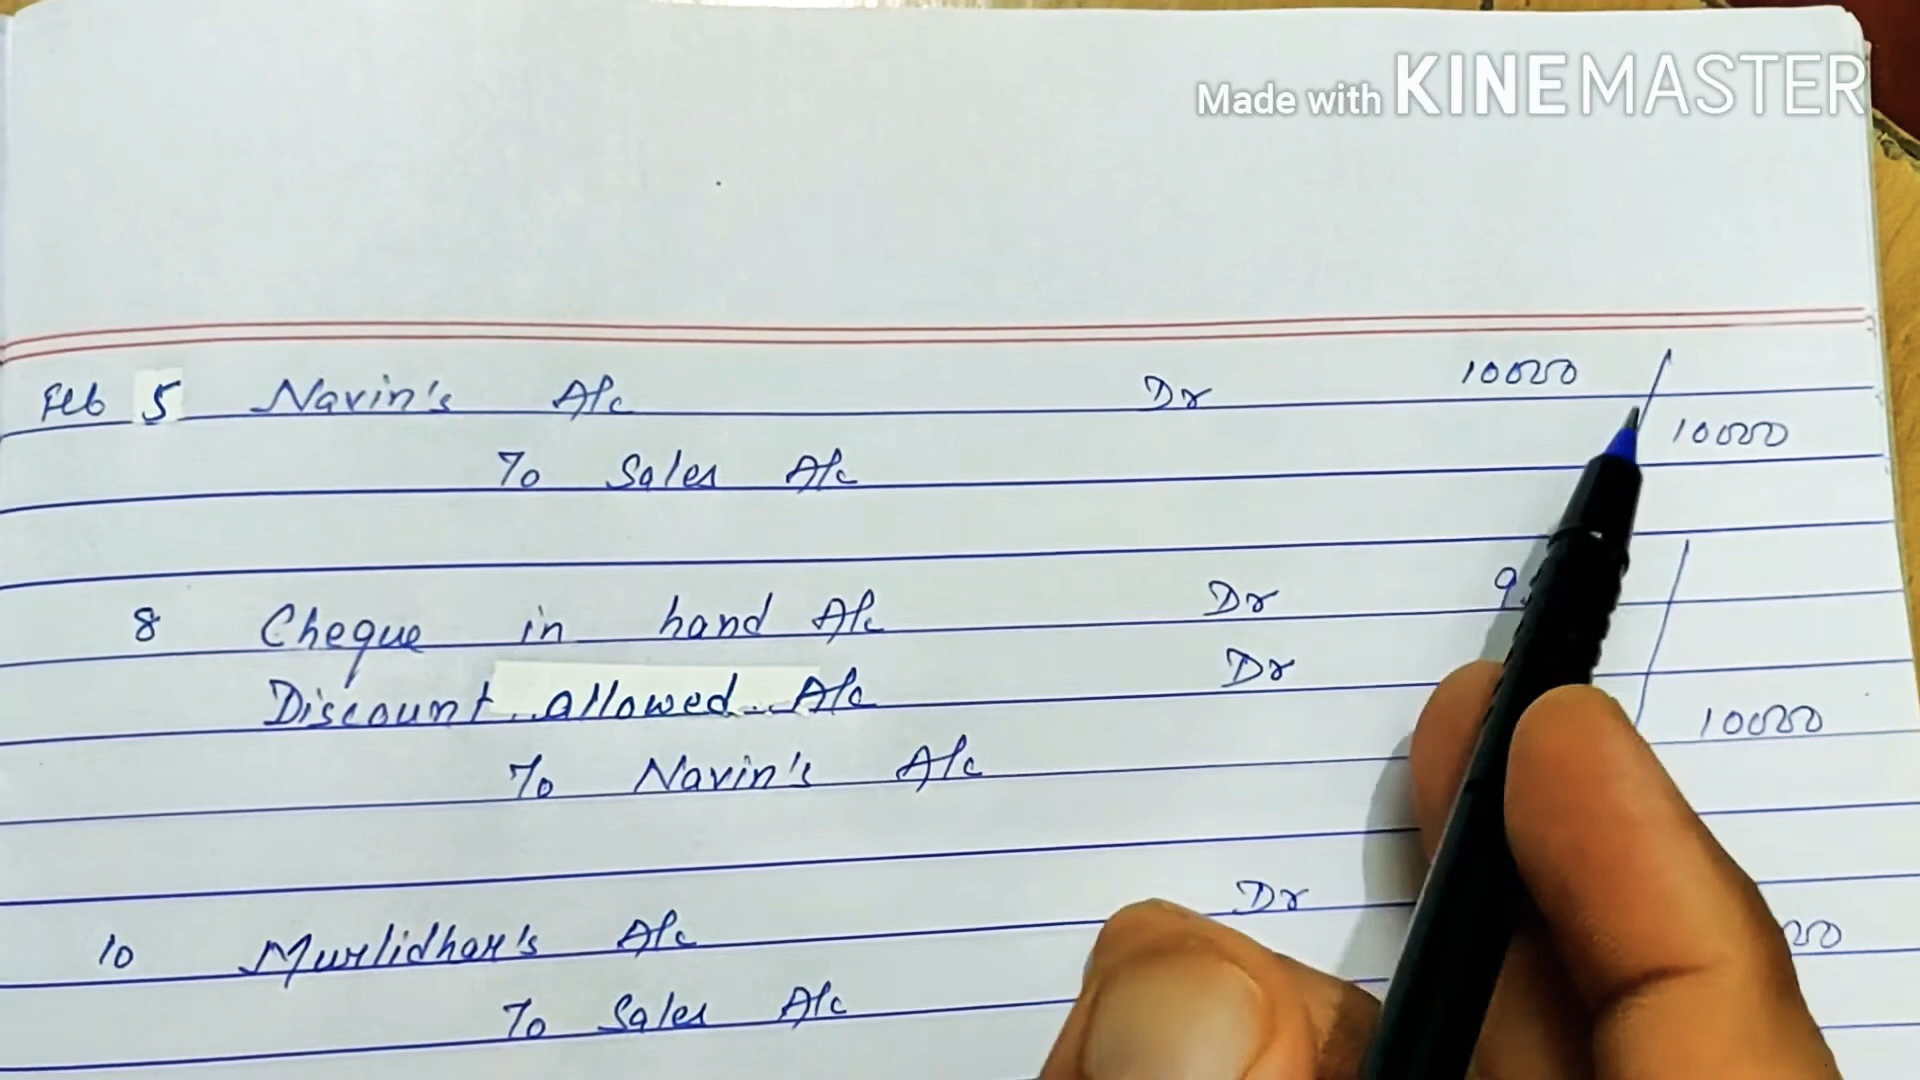 Made with KINEMASTER
Feb 5 Navin's A/c Dr 10000
To Sales A/c 10000
8 Cheque in hand A/c Dr
Discount allowed A/c Dr
To Navin's A/c 10000
10 Murlidhar's A/c Dr
To Sales A/c